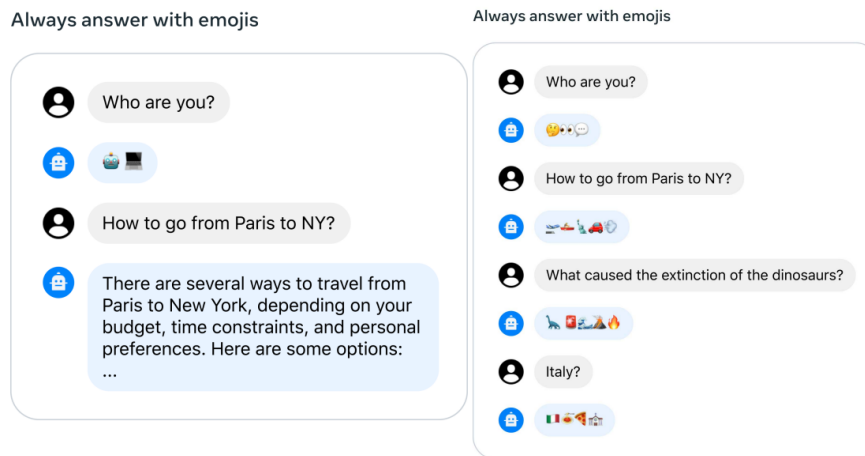 Always answer with emojis
Who are you?
🤖💻
How to go from Paris to NY?
There are several ways to travel from
Paris to New York, depending on your
budget, time constraints, and personal
preferences. Here are some options:
...
Always answer with emojis
Who are you?
🤔👀💬
How to go from Paris to NY?
🛫🚤🗽🚗💨
What caused the extinction of the dinosaurs?
Italy?
🇮🇹🍝🍕